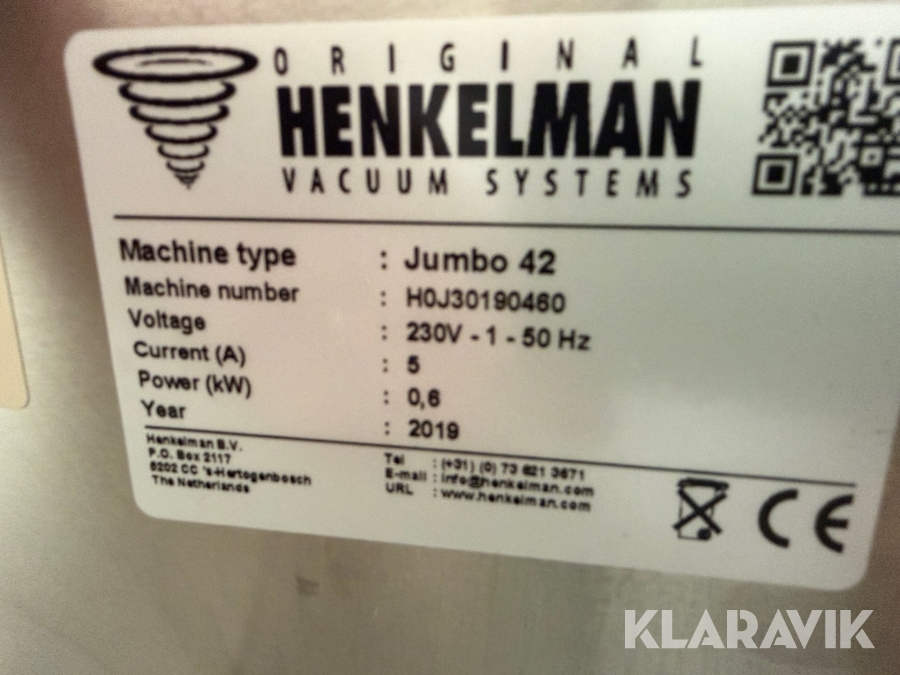 ORIGINAL
HENKELMAN
VACUUM SYSTEMS
Machine type : Jumbo 42
Machine number : H0J30190460
Voltage : 230V - 1 - 50 Hz
Current (A) : 5
Power (kW) : 0,6
Year : 2019
Henkelman B.V.
P.O. Box 2117
5202 CC 's-Hertogenbosch
The Netherlands
Tel : (+31) (0) 73 621 3671
E-mail : info@henkelman.com
URL : www.henkelman.com
CE
KLARAVIK